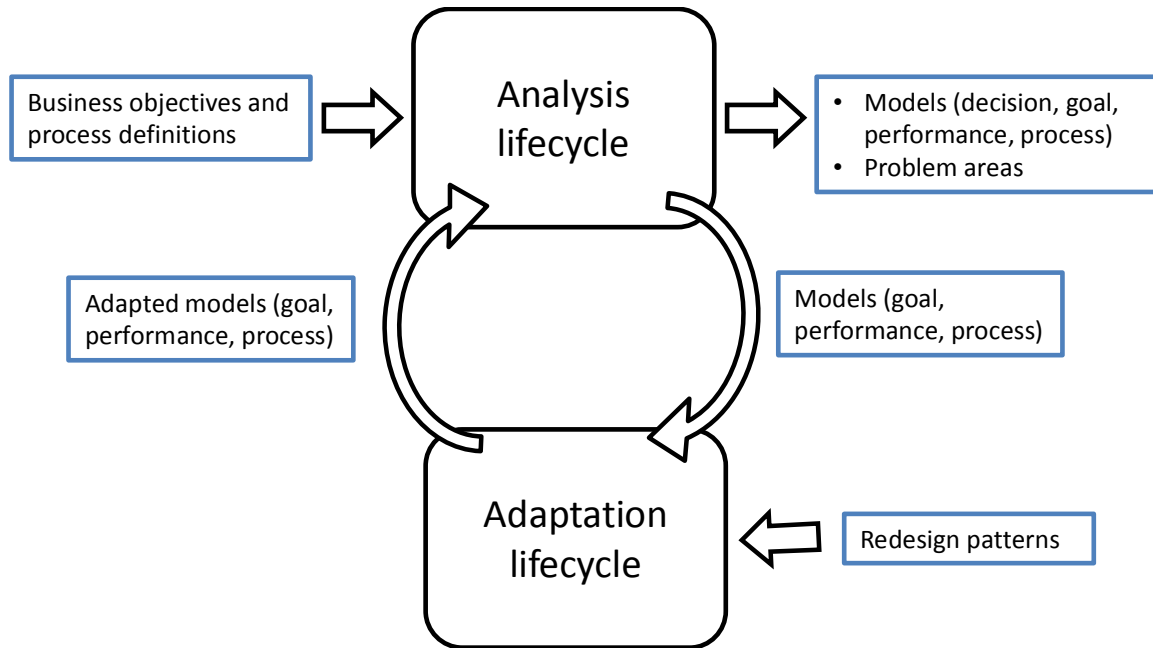 Business objectives and
process definitions
Analysis
lifecycle
• Models (decision, goal,
performance, process)
• Problem areas
Adapted models (goal,
performance, process)
Models (goal,
performance, process)
Adaptation
lifecycle
Redesign patterns